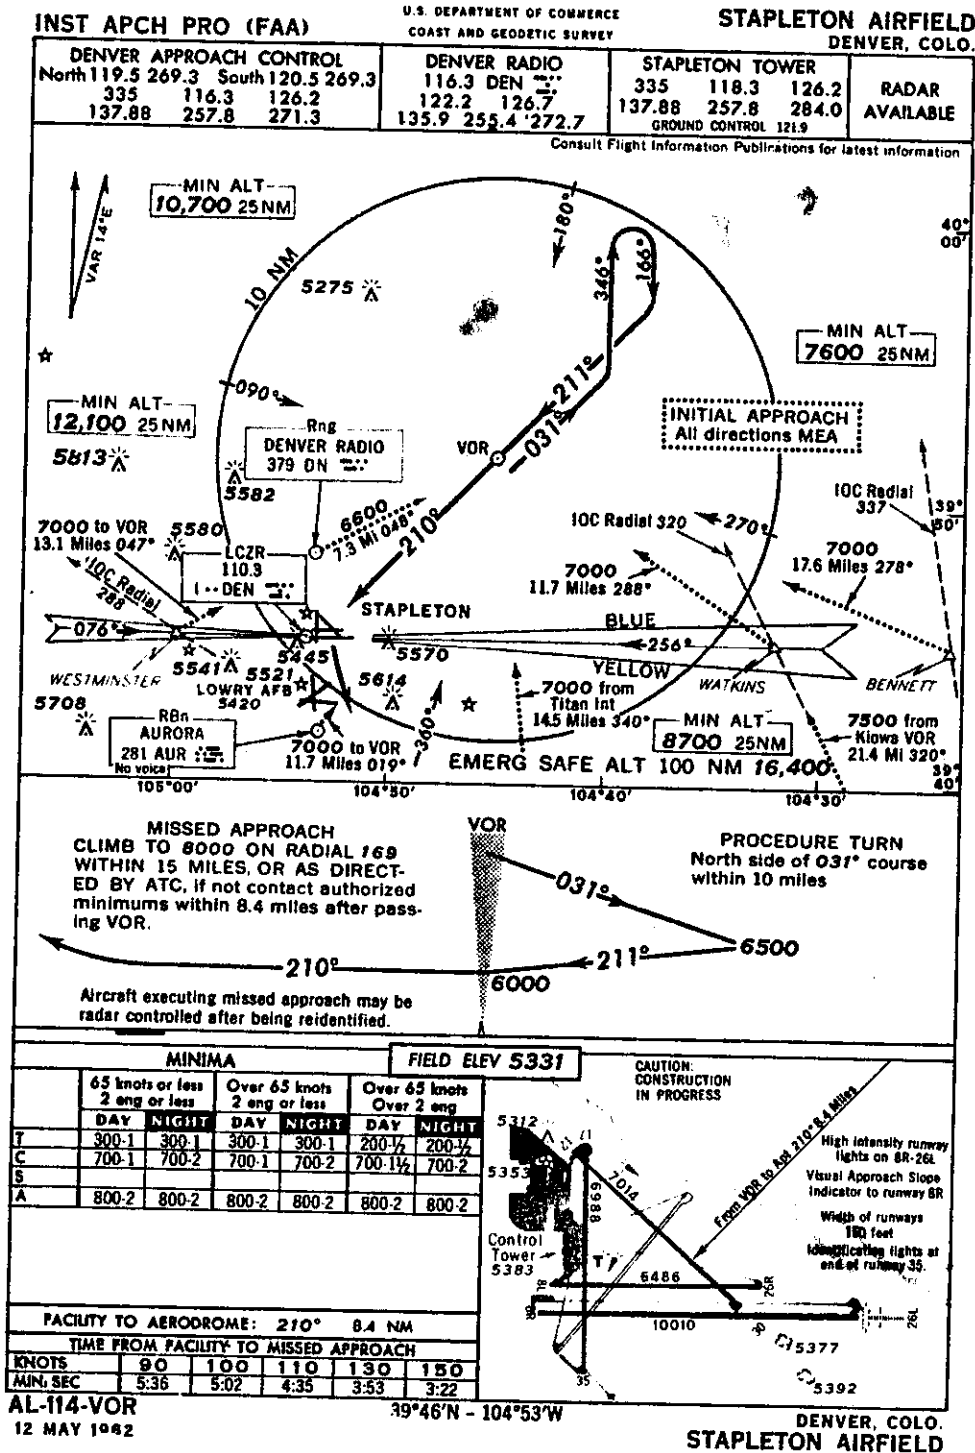 INST APCH PRO (FAA)
U.S. DEPARTMENT OF COMMERCE
COAST AND GEODETIC SURVEY
STAPLETON AIRFIELD
DENVER, COLO.
DENVER APPROACH CONTROL
North 119.5 269.3 South 120.5 269.3
335 116.3 126.2
137.88 257.8 271.3
DENVER RADIO
116.3 DEN
122.2 126.7
135.9 255.4 272.7
STAPLETON TOWER
335 118.3 126.2
137.88 257.8 284.0
GROUND CONTROL 121.9
RADAR
AVAILABLE
Consult Flight Information Publications for latest information
VAR 14°E
MIN ALT
10,700 25 NM
10 NM
5275
180°
346°
166°
40°
00'
MIN ALT
7600 25 NM
090°
211°
031°
MIN ALT
12,100 25 NM
5813
Rng
DENVER RADIO
379 DN
VOR
INITIAL APPROACH
All directions MEA
5582
6600
7.3 Mi 048°
210°
IOC Radial 320
270°
IOC Radial
337
39°
50'
7000 to VOR
13.1 Miles 047°
5580
LCZR
110.3
I-DEN
IOC Radial
288
7000
11.7 Miles 288°
7000
17.6 Miles 278°
STAPLETON
BLUE
076°
256°
5445
5570
YELLOW
WESTMINSTER
5541
5521
LOWRY AFB
5420
5614
WATKINS
BENNETT
5708
RBn
AURORA
281 AUR
No voice
7000 to VOR
11.7 Miles 019°
360°
7000 from
Titan Int
14.5 Miles 340°
MIN ALT
8700 25NM
7500 from
Kiowa VOR
21.4 Mi 320°
EMERG SAFE ALT 100 NM 16,400
39°
40'
105°00'
104°50'
104°40'
104°30'
MISSED APPROACH
CLIMB TO 8000 ON RADIAL 169
WITHIN 15 MILES, OR AS DIRECT-
ED BY ATC, if not contact authorized
minimums within 8.4 miles after pass-
ing VOR.
VOR
031°
PROCEDURE TURN
North side of 031° course
within 10 miles
6500
211°
210°
6000
Aircraft executing missed approach may be
radar controlled after being reidentified.
MINIMA
FIELD ELEV 5331
65 knots or less
2 eng or less
Over 65 knots
2 eng or less
Over 65 knots
Over 2 eng
DAY NIGHT DAY NIGHT DAY NIGHT
T 300-1 300-1 300-1 300-1 200-½ 200-½
C 700-1 700-2 700-1 700-2 700-1½ 700-2
S
A 800-2 800-2 800-2 800-2 800-2 800-2
CAUTION:
CONSTRUCTION
IN PROGRESS
5312
5353
12
17
7014
6988
From VOR to Apt 210° 8.4 Miles
High intensity runway
lights on 8R-26L
Visual Approach Slope
Indicator to runway 8R
Width of runways
150 feet
Identification lights at
end of runway 35.
Control
Tower
5383
T
8L
6486
26R
8R
10010
30
26L
35
5377
5392
FACILITY TO AERODROME: 210° 8.4 NM
TIME FROM FACILITY TO MISSED APPROACH
KNOTS 90 100 110 130 150
MIN: SEC 5:36 5:02 4:35 3:53 3:22
AL-114-VOR
12 MAY 1962
39°46'N - 104°53'W
DENVER, COLO.
STAPLETON AIRFIELD